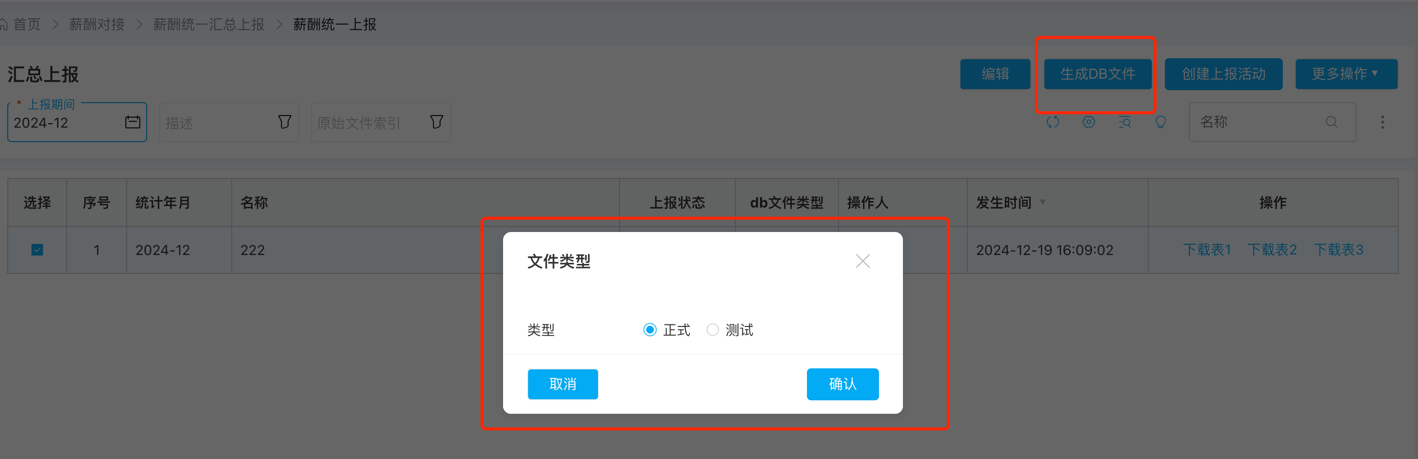 首页 薪酬对接 薪酬统一汇总上报 薪酬统一上报
汇总上报 编辑 生成DB文件 创建上报活动 更多操作
* 上报期间
2024-12 描述 原始文件索引 名称
选择 序号 统计年月 名称 上报状态 db文件类型 操作人 发生时间 操作
1 2024-12 222 2024-12-19 16:09:02 下载表1 下载表2 下载表3
文件类型
类型 正式 测试
取消 确认